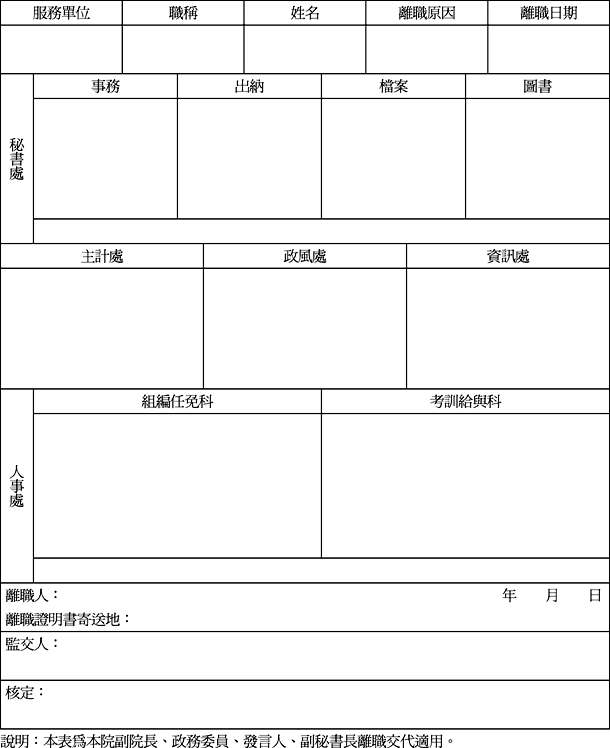 服務單位 職稱 姓名 離職原因 離職日期
事務 出納 檔案 圖書
秘書處
主計處 政風處 資訊處
組編任免科 考訓給與科
人事處
離職人： 年 月 日
離職證明書寄送地：
監交人：
核定：
說明：本表爲本院副院長、政務委員、發言人、副秘書長離職交代適用。